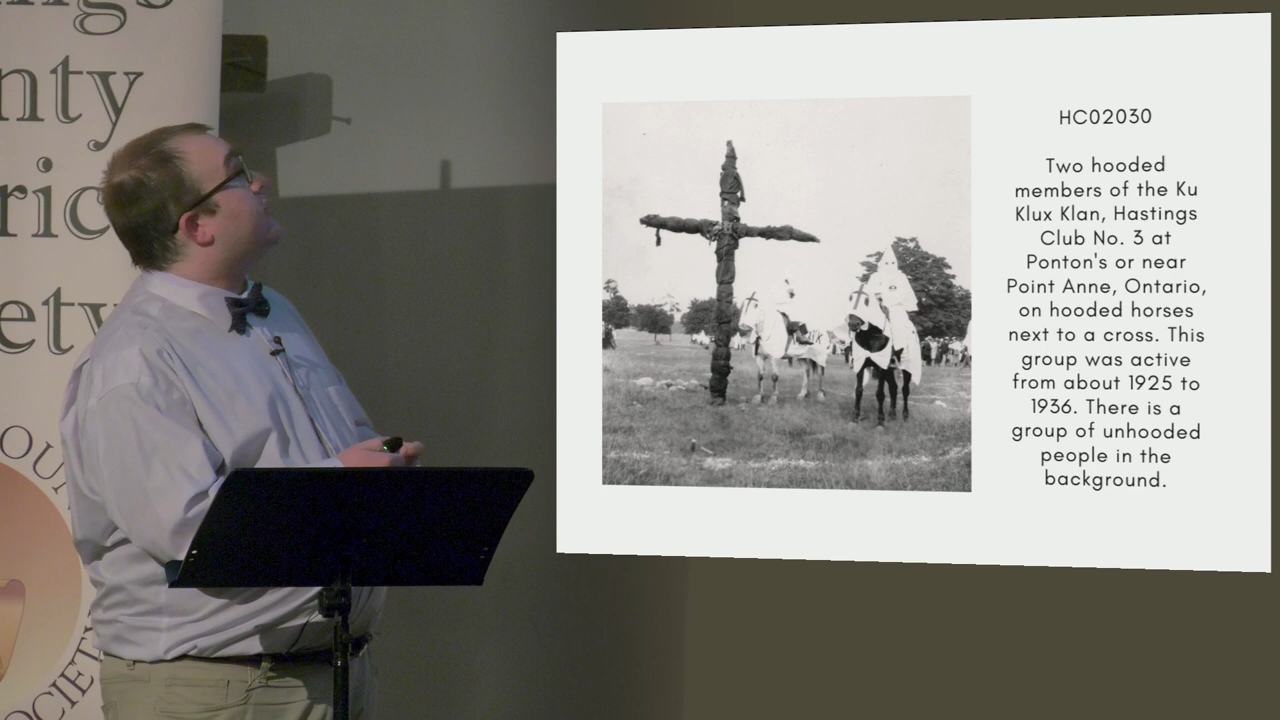 nty
ric
ety
HC02030
Two hooded
members of the Ku
Klux Klan, Hastings
Club No. 3 at
Ponton's or near
Point Anne, Ontario,
on hooded horses
next to a cross. This
group was active
from about 1925 to
1936. There is a
group of unhooded
people in the
background.